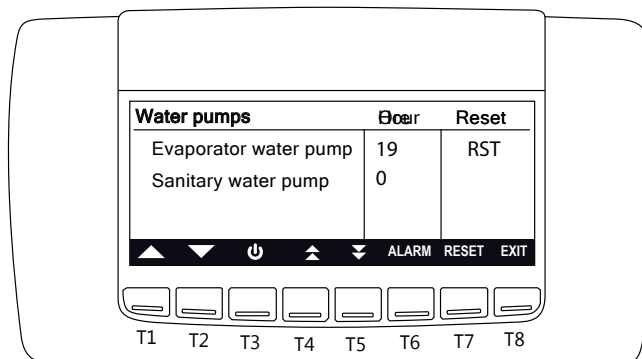 Water pumps Hour Reset
Evaporator water pump 19 RST
Sanitary water pump 0
ALARM RESET EXIT
T1 T2 T3 T4 T5 T6 T7 T8